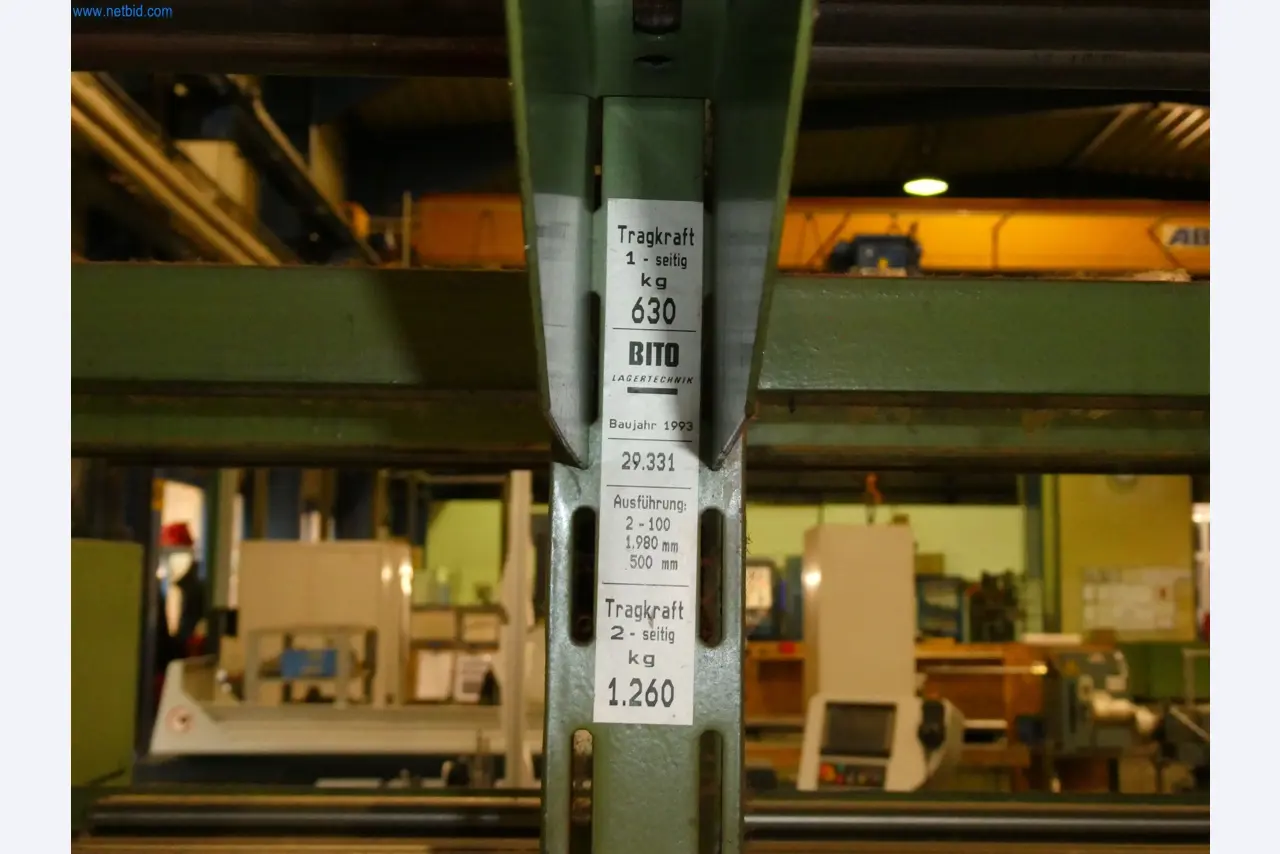 www.netbid.com
Tragkraft
1 - seitig
kg
630
BITO
LAGERTECHNIK
Baujahr 1993
29.331
Ausführung:
2 - 100
1.980 mm
500 mm
Tragkraft
2 - seitig
kg
1.260
AB